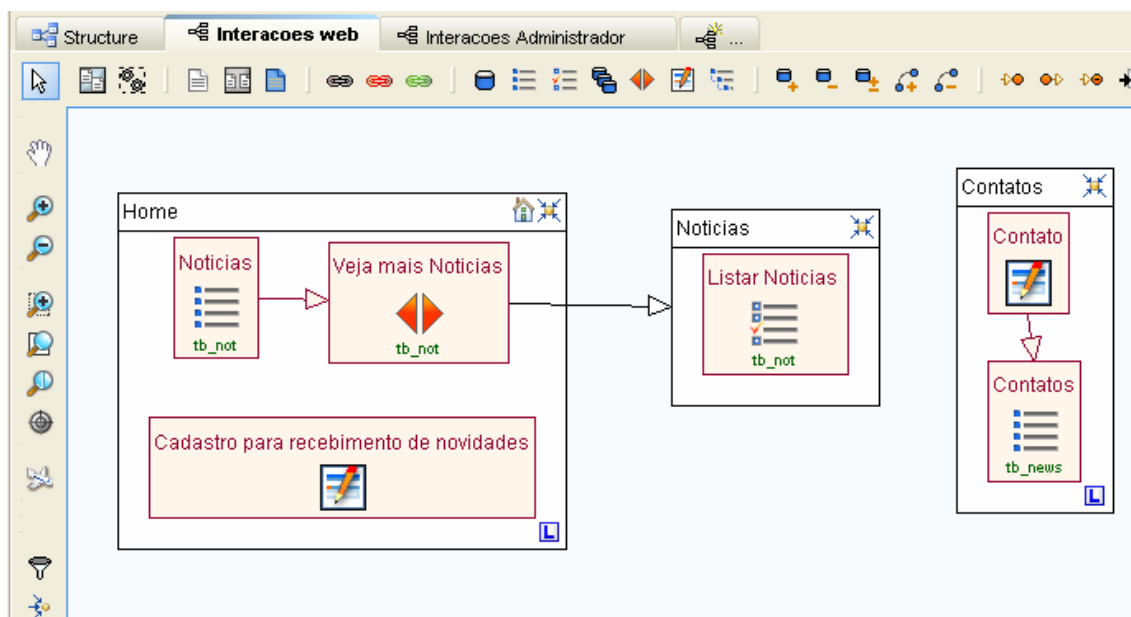 Structure
Interacoes web
Interacoes Administrador
...
Home
Noticias
tb_not
Veja mais Noticias
tb_not
Cadastro para recebimento de novidades
L
Noticias
Listar Noticias
tb_not
Contatos
Contato
Contatos
tb_news
L